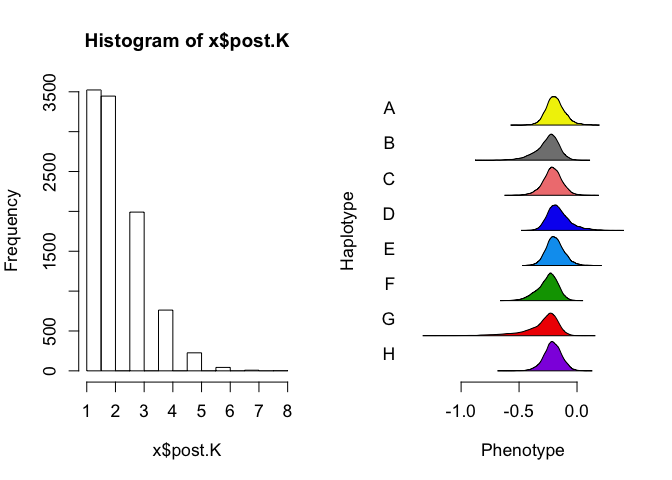 Histogram of x$post.K
Frequency
0
500
1500
2500
3500
1 2 3 4 5 6 7 8
x$post.K
Haplotype
A
B
C
D
E
F
G
H
-1.0 -0.5 0.0
Phenotype